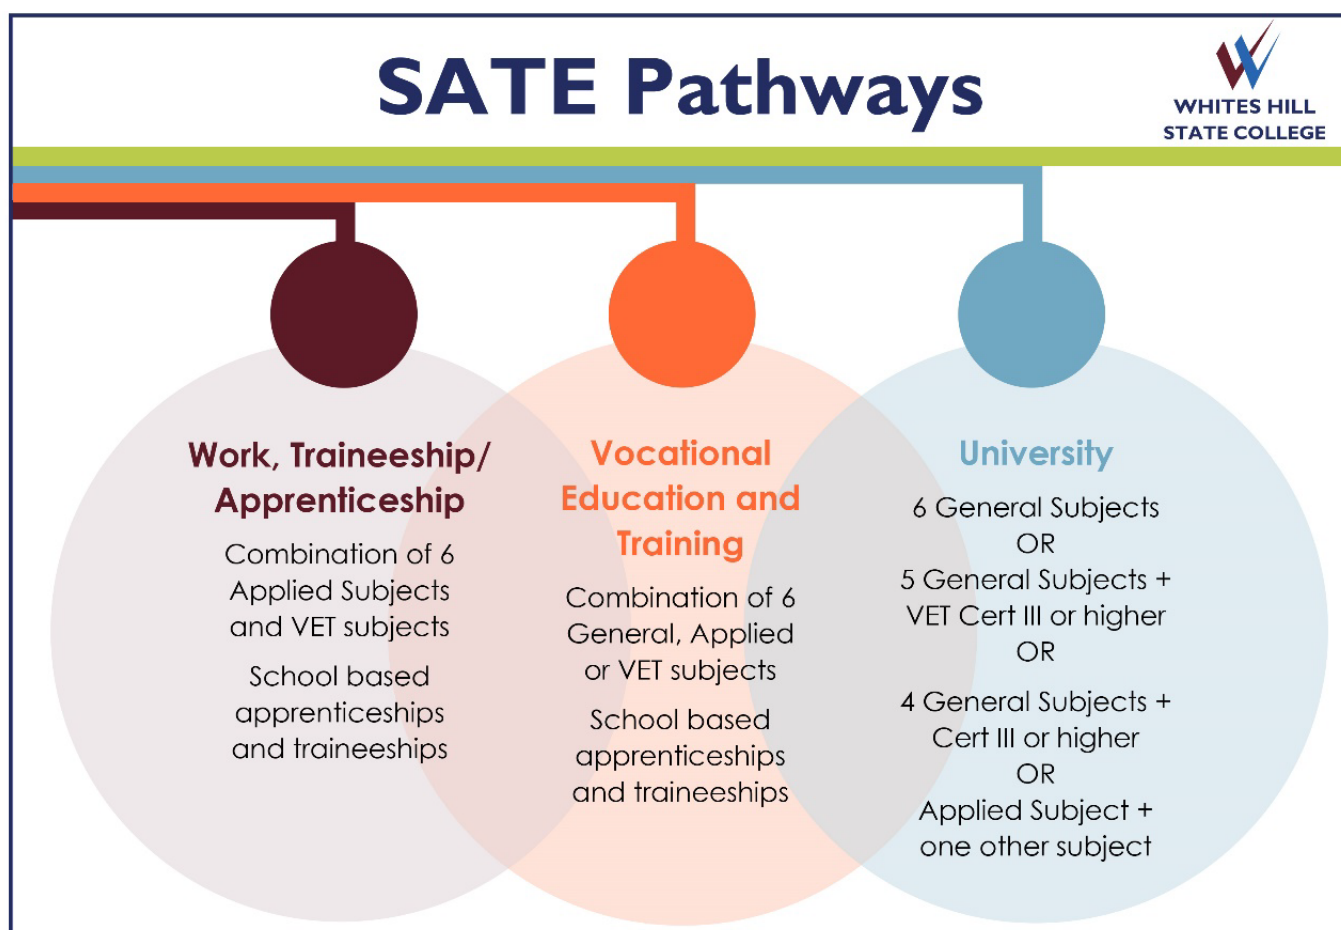 SATE Pathways
WHITES HILL
STATE COLLEGE
Work, Traineeship/
Apprenticeship
Combination of 6
Applied Subjects
and VET subjects
School based
apprenticeships
and traineeships
Vocational
Education and
Training
Combination of 6
General, Applied
or VET subjects
School based
apprenticeships
and traineeships
University
6 General Subjects
OR
5 General Subjects +
VET Cert III or higher
OR
4 General Subjects +
Cert III or higher
OR
Applied Subject +
one other subject